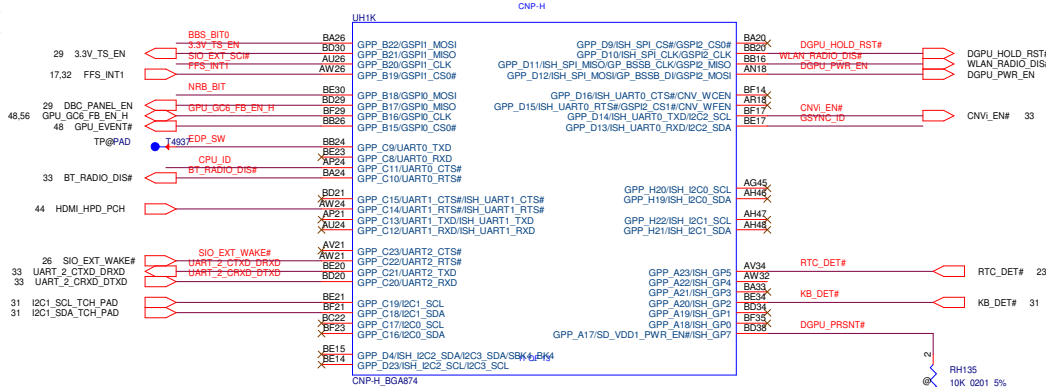 CNP-H
UH1K
BBS_BIT0 BA26 GPP_B22/GSPI1_MOSI
29 3.3V_TS_EN 3.3V_TS_EN BD30 GPP_B21/GSPI1_MISO
SIO_EXT_SCI# AU26 GPP_B20/GSPI1_CLK
17,32 FFS_INT1 FFS_INT1 AW26 GPP_B19/GSPI1_CS0#
NRB_BIT BE30 GPP_B18/GSPI0_MOSI
29 DBC_PANEL_EN BD29 GPP_B17/GSPI0_MISO
48,56 GPU_GC6_FB_EN_H GPU_GC6_FB_EN_H BF29 GPP_B16/GSPI0_CLK
48 GPU_EVENT# BB26 GPP_B15/GSPI0_CS0#
TP@PAD T4937 EDP_SW BB24 GPP_C9/UART0_TXD
BE23 GPP_C8/UART0_RXD
CPU_ID AP24 GPP_C11/UART0_CTS#
33 BT_RADIO_DIS# BT_RADIO_DIS# BA24 GPP_C10/UART0_RTS#
BD21 GPP_C15/UART1_CTS#/ISH_UART1_CTS#
44 HDMI_HPD_PCH AW24 GPP_C14/UART1_RTS#/ISH_UART1_RTS#
AP21 GPP_C13/UART1_TXD/ISH_UART1_TXD
AU24 GPP_C12/UART1_RXD/ISH_UART1_RXD
AV21 GPP_C23/UART2_CTS#
26 SIO_EXT_WAKE# SIO_EXT_WAKE# AW21 GPP_C22/UART2_RTS#
33 UART_2_CTXD_DRXD UART_2_CTXD_DRXD BE20 GPP_C21/UART2_TXD
33 UART_2_CRXD_DTXD UART_2_CRXD_DTXD BD20 GPP_C20/UART2_RXD
31 I2C1_SCL_TCH_PAD BE21 GPP_C19/I2C1_SCL
31 I2C1_SDA_TCH_PAD BF21 GPP_C18/I2C1_SDA
BC22 GPP_C17/I2C0_SCL
BF23 GPP_C16/I2C0_SDA
BE15 GPP_D4/ISH_I2C2_SDA/I2C3_SDA/SBK4_BK4
BE14 GPP_D23/ISH_I2C2_SCL/I2C3_SCL
CNP-H_BGA874
GPP_D9/ISH_SPI_CS#/GSPI2_CS0# BA20
GPP_D10/ISH_SPI_CLK/GSPI2_CLK BB20 DGPU_HOLD_RST# DGPU_HOLD_RST#
GPP_D11/ISH_SPI_MISO/GP_BSSB_CLK/GSPI2_MISO BB16 WLAN_RADIO_DIS# WLAN_RADIO_DIS#
GPP_D12/ISH_SPI_MOSI/GP_BSSB_DI/GSPI2_MOSI AN18 DGPU_PWR_EN DGPU_PWR_EN
GPP_D16/ISH_UART0_CTS#/CNV_WCEN BF14
GPP_D15/ISH_UART0_RTS#/GSPI2_CS1#/CNV_WFEN AR18
GPP_D14/ISH_UART0_TXD/I2C2_SCL BF17 CNVi_EN# CNVi_EN# 33
GPP_D13/ISH_UART0_RXD/I2C2_SDA BE17 GSYNC_ID
GPP_H20/ISH_I2C0_SCL AG45
GPP_H19/ISH_I2C0_SDA AH46
GPP_H22/ISH_I2C1_SCL AH47
GPP_H21/ISH_I2C1_SDA AH48
GPP_A23/ISH_GP5 AV34 RTC_DET# RTC_DET# 23
GPP_A22/ISH_GP4 AW32
GPP_A21/ISH_GP3 BA33
GPP_A20/ISH_GP2 BE34 KB_DET# KB_DET# 31
GPP_A19/ISH_GP1 BD34
GPP_A18/ISH_GP0 BF35
GPP_A17/SD_VDD1_PWR_EN#/ISH_GP7 BD38 DGPU_PRSNT#
2
@ RH135
10K 0201 5%